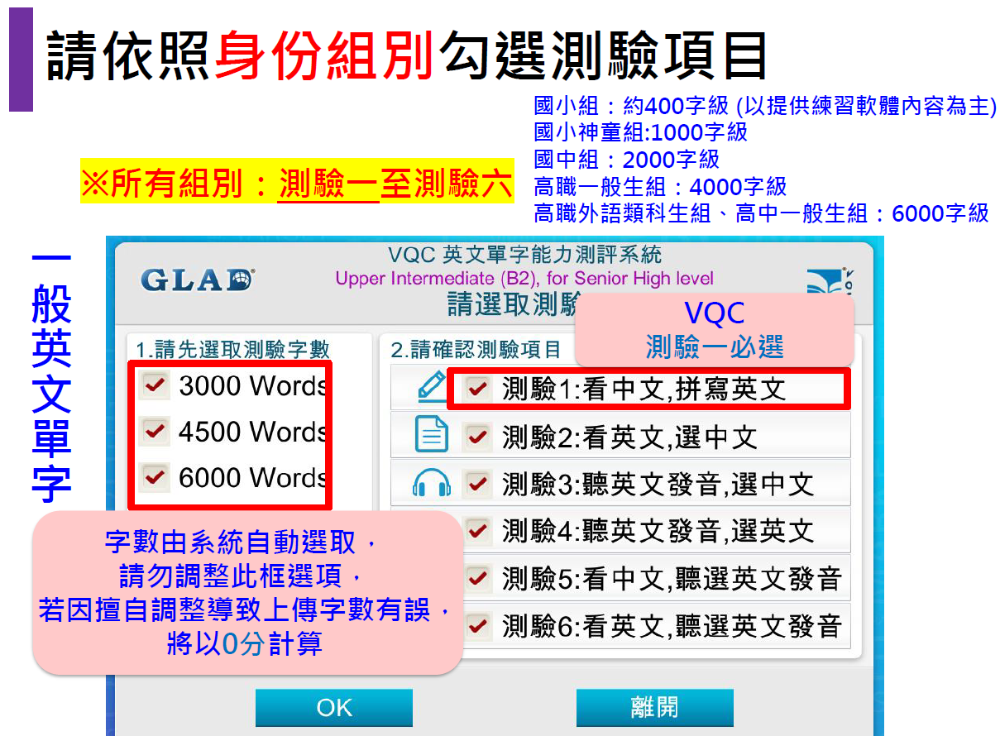 請依照身份組別勾選測驗項目
國小組：約400字級 (以提供練習軟體內容為主)
國小神童組:1000字級
國中組：2000字級
高職一般生組：4000字級
高職外語類科生組、高中一般生組：6000字級
※所有組別：測驗一至測驗六
一般英文單字
GLAD
VQC 英文單字能力測評系統
Upper Intermediate (B2), for Senior High level
請選取測驗
VQC
測驗一必選
1.請先選取測驗字數
3000 Words
4500 Words
6000 Words
2.請確認測驗項目
測驗1:看中文,拼寫英文
測驗2:看英文,選中文
測驗3:聽英文發音,選中文
測驗4:聽英文發音,選英文
測驗5:看中文,聽選英文發音
測驗6:看英文,聽選英文發音
字數由系統自動選取，
請勿調整此框選項，
若因擅自調整導致上傳字數有誤，
將以0分計算
OK
離開